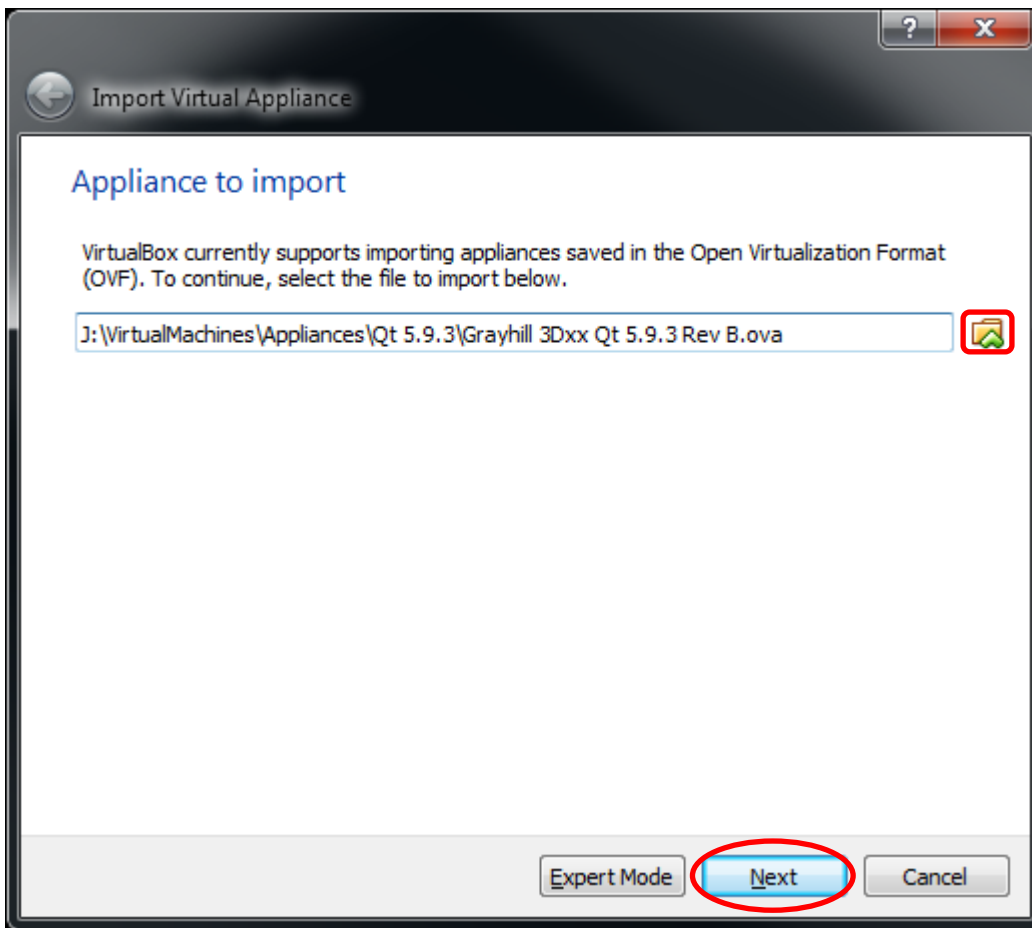 ?
Import Virtual Appliance
Appliance to import
VirtualBox currently supports importing appliances saved in the Open Virtualization Format
(OVF). To continue, select the file to import below.
J:\VirtualMachines\Appliances\Qt 5.9.3\Grayhill 3Dxx Qt 5.9.3 Rev B.ova
Expert Mode Next Cancel